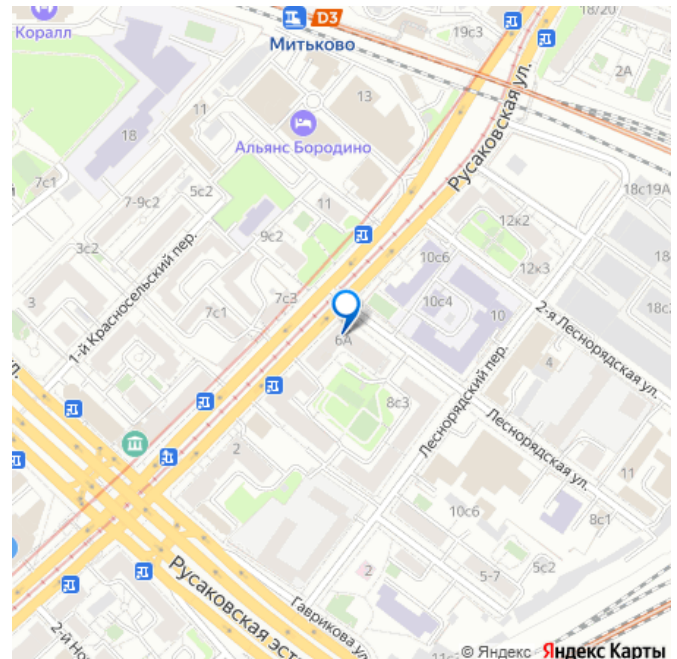 Коралл
D3
Митьково
19с3
18/20
2А
Русаковская ул.
11
13
18
Альянс Бородино
7с1
7-9с2
5с2
11
9с2
18с19А
12к2
12к3
10с6
10с4
10
3с2
1-й Красносельский пер.
3
7с1
7с3
6А
2-я Леснорядская ул.
4
8с3
Леснорядский пер.
Леснорядская ул.
2
11
10с6
8с1
5с2
5-7
2
Русаковская эст
Гаврикова ул.
2-й Но
© Яндекс Яндекс Карты